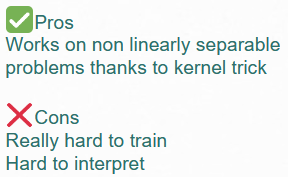 ✅Pros
Works on non linearly separable
problems thanks to kernel trick
❌Cons
Really hard to train
Hard to interpret